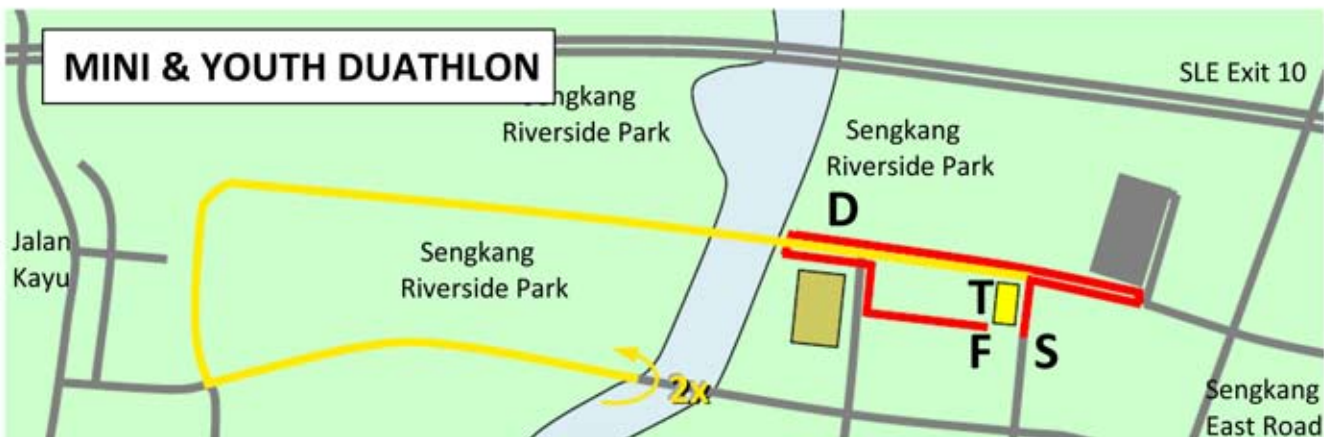 MINI & YOUTH DUATHLON
SLE Exit 10
Sengkang
Riverside Park
Sengkang
Riverside Park
D
Jalan
Kayu
Sengkang
Riverside Park
T
F
S
2x
Sengkang
East Road